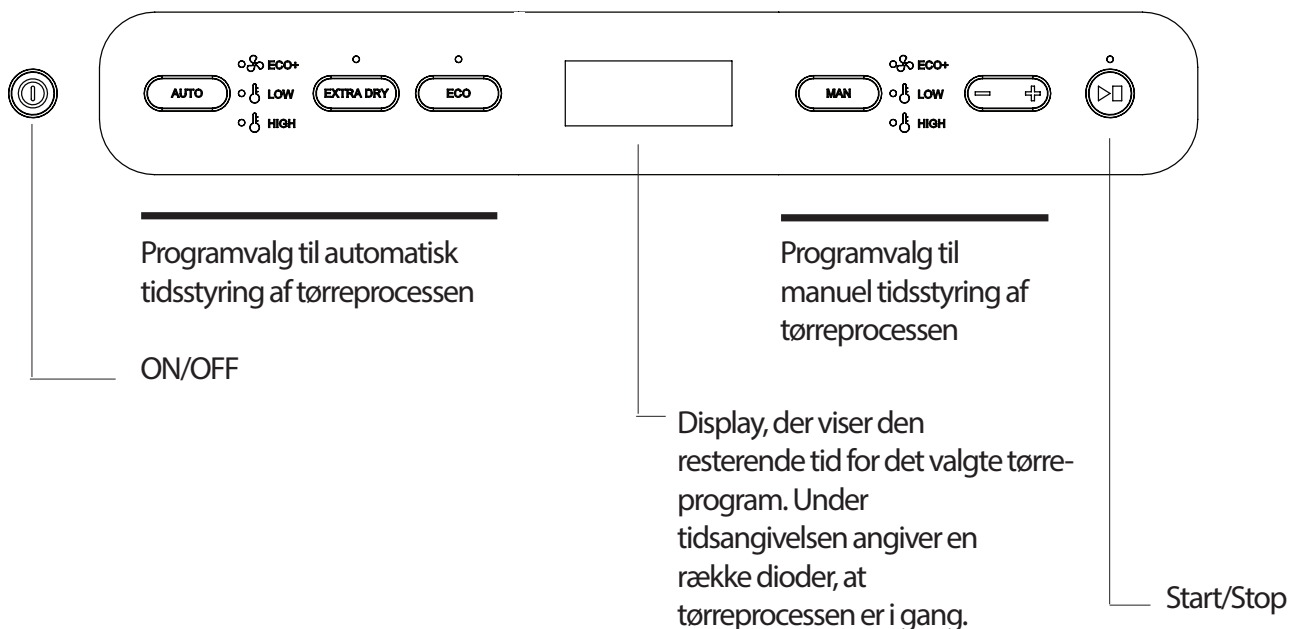 ECO+
AUTO
LOW
HIGH
EXTRA DRY
ECO
MAN
ECO+
LOW
HIGH
Programvalg til automatisk
tidsstyring af tørreprocessen
ON/OFF
Programvalg til
manuel tidsstyring af
tørreprocessen
Display, der viser den
resterende tid for det valgte tørre-
program. Under
tidsangivelsen angiver en
række dioder, at
tørreprocessen er i gang.
Start/Stop